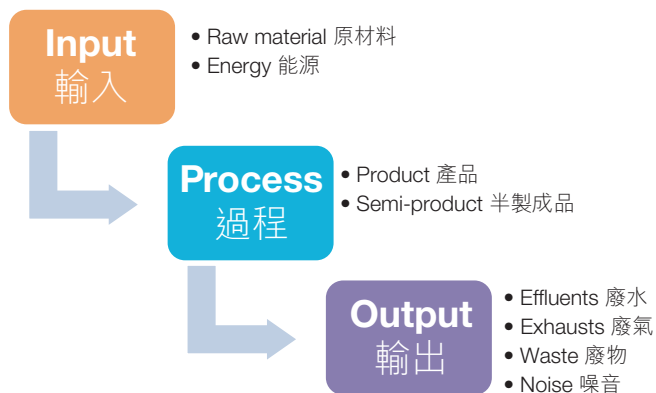 Input
輸入
• Raw material 原材料
• Energy 能源
Process
過程
• Product 產品
• Semi-product 半製成品
Output
輸出
• Effluents 廢水
• Exhausts 廢氣
• Waste 廢物
• Noise 噪音